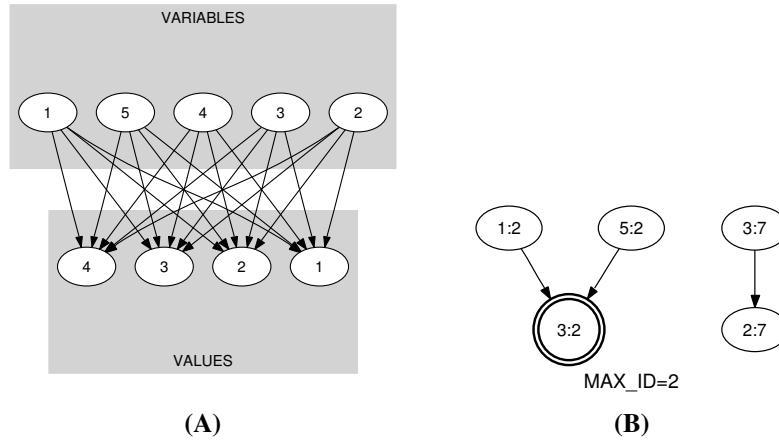 VARIABLES
1 5 4 3 2
4 3 2 1
VALUES
(A)
1:2 5:2 3:7
3:2 2:7
MAX_ID=2
(B)